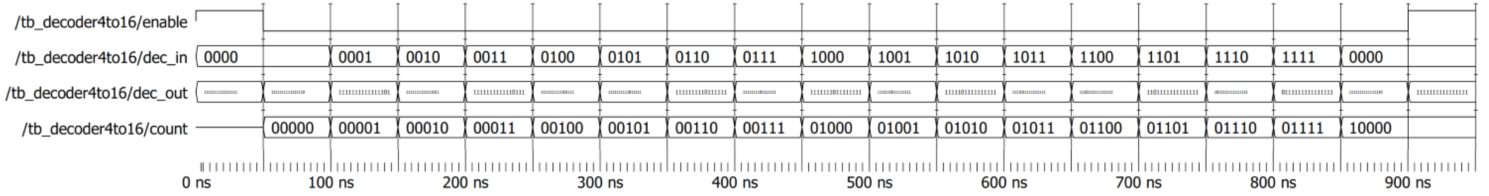 /tb_decoder4to16/enable
/tb_decoder4to16/dec_in 0000 0001 0010 0011 0100 0101 0110 0111 1000 1001 1010 1011 1100 1101 1110 1111 0000
/tb_decoder4to16/dec_out 1111111111111101 1111111111110111 1111111110111111 1111111011111111 1111101111111111 1101111111111111 0111111111111111 1111111111111111
/tb_decoder4to16/count 00000 00001 00010 00011 00100 00101 00110 00111 01000 01001 01010 01011 01100 01101 01110 01111 10000
0 ns 100 ns 200 ns 300 ns 400 ns 500 ns 600 ns 700 ns 800 ns 900 ns